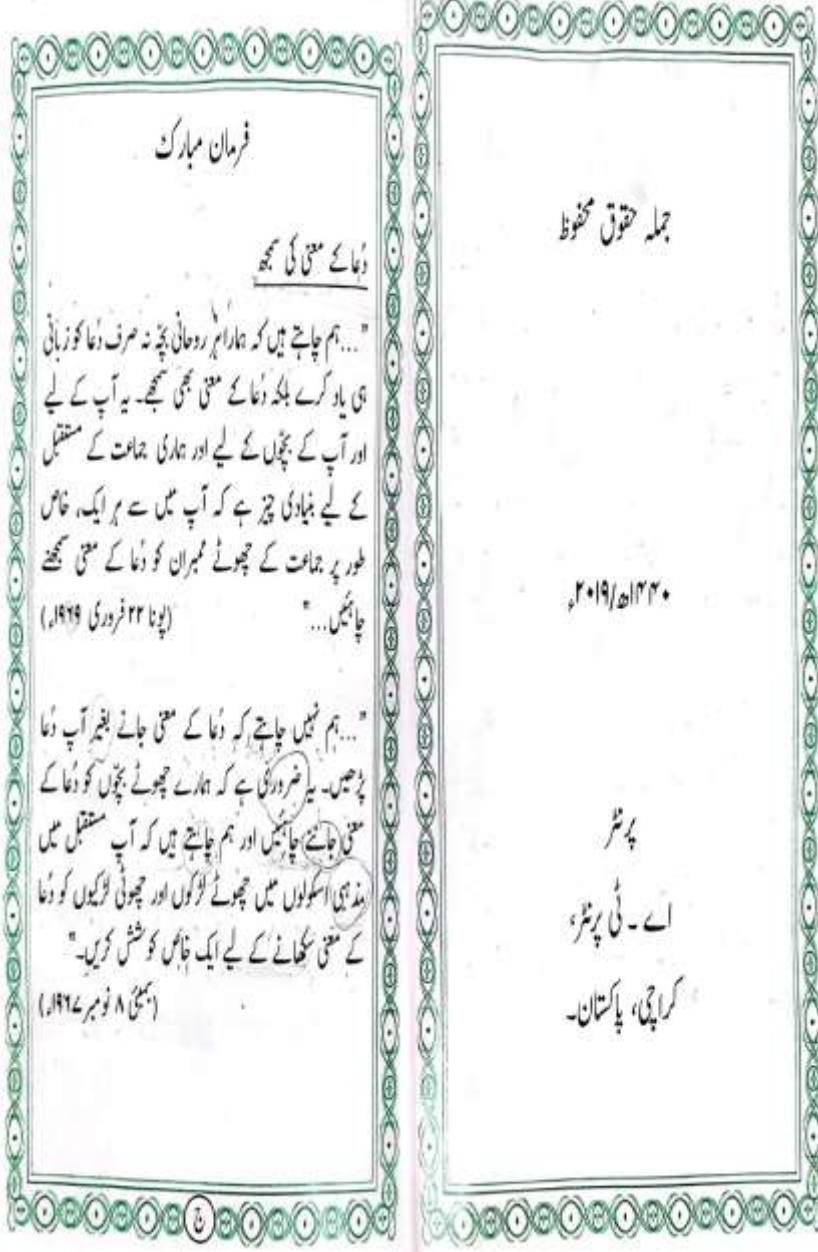 جملہ حقوق محفوظ
۱۴۴۰ھ/۲۰۱۹ء
پرنٹر
اے ۔ ٹی پرنٹر،
کراچی، پاکستان۔
فرمان مبارک
دُعا کے معنیٰ کی سمجھ
"...ہم چاہتے ہیں کہ ہمارا ہر روحانی بچّہ نہ صرف دُعا کو زبانی
ہی یاد کرے بلکہ دُعا کے معنیٰ بھی سمجھے۔ یہ آپ کے لیے
اور آپ کے بچّوں کے لیے اور ہماری جماعت کے مستقبل
کے لیے بنیادی چیز ہے کہ آپ میں سے ہر ایک، خاص
طور پر جماعت کے چھوٹے ممبران کو دُعا کے معنیٰ سمجھنے
چاہئیں..." (پونا ۲۲ فروری ۱۹۶۹ء)
"...ہم نہیں چاہتے کہ دُعا کے معنیٰ جانے بغیر آپ دُعا
پڑھیں۔ یہ ضروری ہے کہ ہمارے چھوٹے بچّوں کو دُعا کے
معنیٰ جاننے چاہئیں اور ہم چاہتے ہیں کہ آپ مستقبل میں
مذہبی اسکولوں میں چھوٹے لڑکوں اور چھوٹی لڑکیوں کو دُعا
کے معنیٰ سکھانے کے لیے ایک خاص کوشش کریں۔"
(بمبئی ۸ نومبر ۱۹۶۷ء)
ج